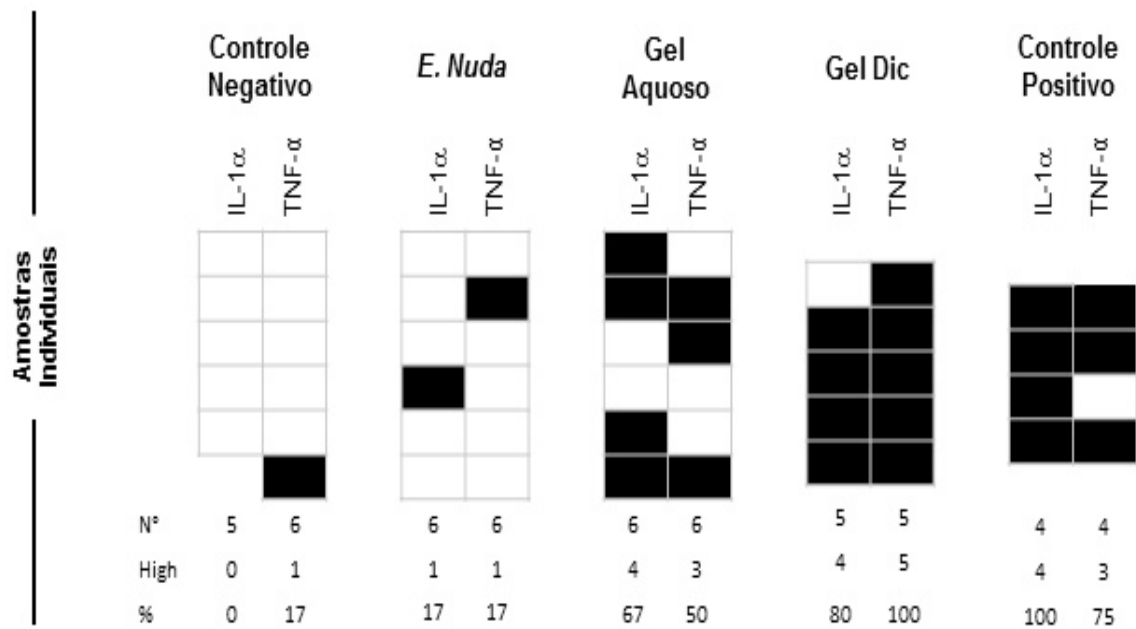 Controle
Negativo
E. Nuda
Gel
Aquoso
Gel Dic
Controle
Positivo
IL-1α TNF-α IL-1α TNF-α IL-1α TNF-α IL-1α TNF-α IL-1α TNF-α
Amostras
Individuais
N° 5 6 6 6 6 6 5 5 4 4
High 0 1 1 1 4 3 4 5 4 3
% 0 17 17 17 67 50 80 100 100 75